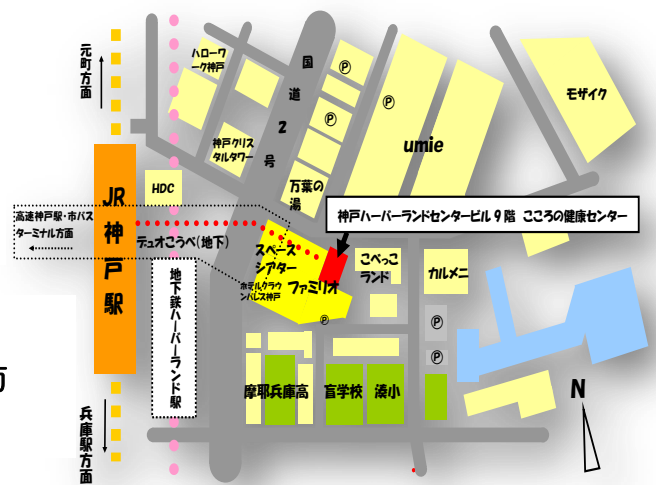 元町方面
ハローワ
ーク神戸
国道2号
Ⓟ
Ⓟ
モザイク
umie
神戸クリス
タルタワー
万葉の
湯
HDC
JR神戸駅
高速神戸駅・市バス
ターミナル方面
デュオこうべ(地下)
神戸ハーバーランドセンタービル 9 階 こころの健康センター
スペース
シアター
ファミリオ
ホテルクラウ
ンパレス神戸
こべっこ
ランド
カルメニ
地下鉄ハーバーランド駅
Ⓟ
Ⓟ
Ⓟ
摩耶兵庫高
盲学校
湊小
兵庫駅方面
N